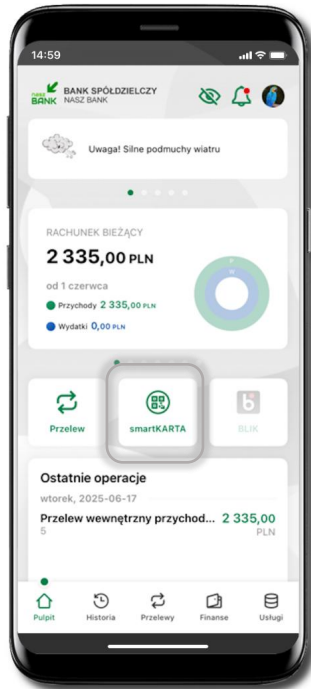 14:59
NASZ
BANK
BANK SPÓŁDZIELCZY
NASZ BANK
Uwaga! Silne podmuchy wiatru
RACHUNEK BIEŻĄCY
2 335,00 PLN
od 1 czerwca
Przychody 2 335,00 PLN
Wydatki 0,00 PLN
Przelew
smartKARTA
BLIK
Ostatnie operacje
wtorek, 2025-06-17
Przelew wewnętrzny przychod... 2 335,00
5 PLN
Pulpit
Historia
Przelewy
Finanse
Usługi